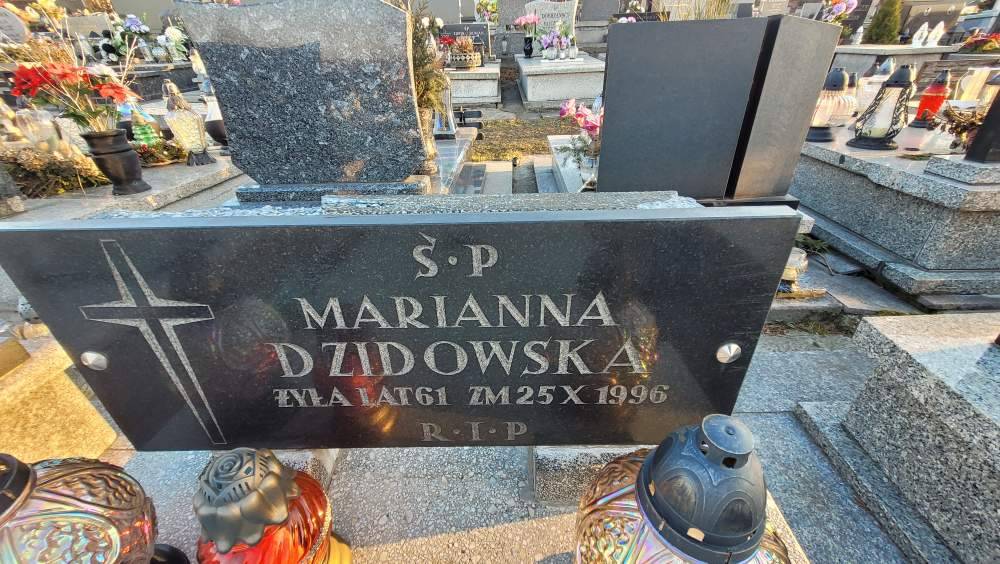 Ś·P
MARIANNA
DZIDOWSKA
ŻYŁA LAT 61 ZM 25 X 1996
R·I·P